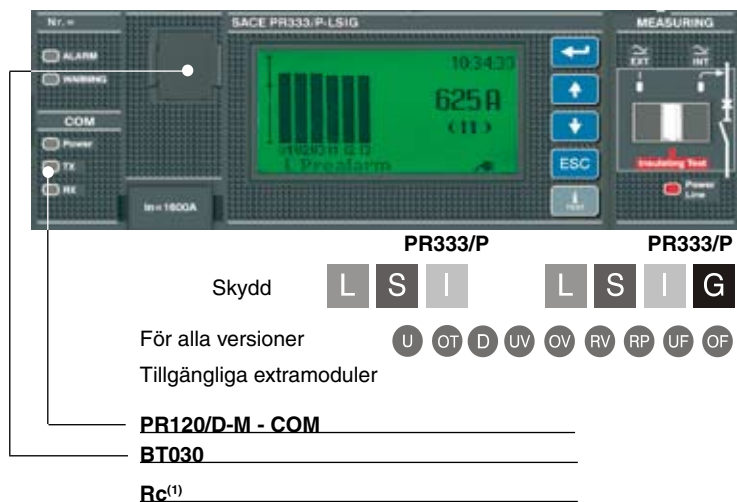 Nr. =
SACE PR333/P-LSIG
MEASURING
ALARM
WARNING
EXT INT
10:34:33
625A
COM
(I1)
Power
TX
L Prealarm
ESC
Insulating Test
RX
Power
Line
In=1600A
TEST
PR333/P PR333/P
Skydd L S I L S I G
För alla versioner U OT D UV OV RV RP UF OF
Tillgängliga extramoduler
PR120/D-M - COM
BT030
Rc(1)